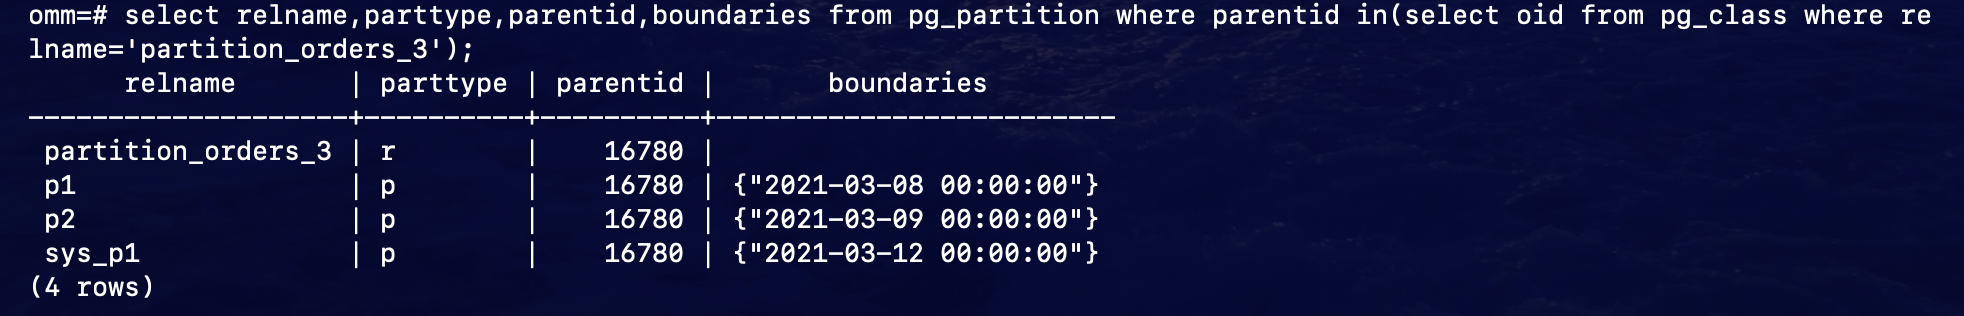 omm=# select relname,parttype,parentid,boundaries from pg_partition where parentid in(select oid from pg_class where re
lname='partition_orders_3');
      relname       | parttype | parentid |       boundaries
--------------------+----------+----------+-------------------------
 partition_orders_3 | r        |    16780 |
 p1                 | p        |    16780 | {"2021-03-08 00:00:00"}
 p2                 | p        |    16780 | {"2021-03-09 00:00:00"}
 sys_p1             | p        |    16780 | {"2021-03-12 00:00:00"}
(4 rows)